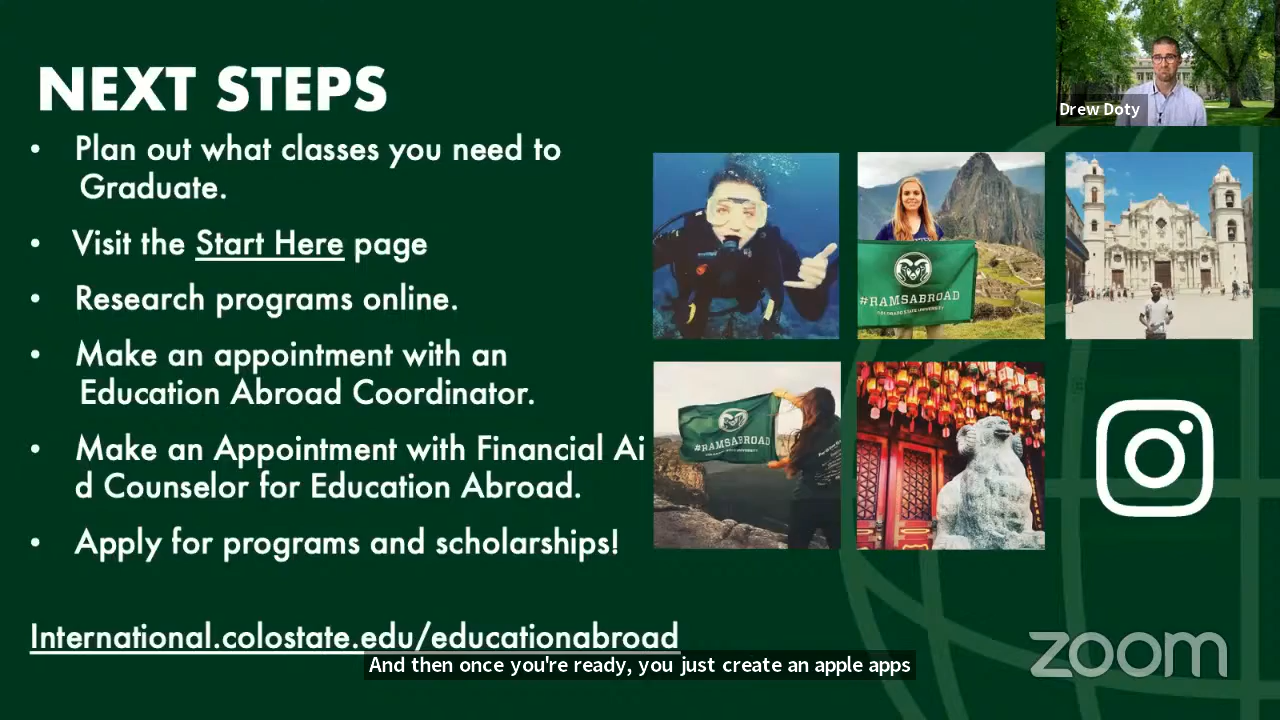 NEXT STEPS
Drew Doty
• Plan out what classes you need to
Graduate.
• Visit the Start Here page
• Research programs online.
• Make an appointment with an
Education Abroad Coordinator.
• Make an Appointment with Financial Ai
d Counselor for Education Abroad.
• Apply for programs and scholarships!
#RAMSABROAD
COLORADO STATE UNIVERSITY
#RAMSABROAD
International.colostate.edu/educationabroad
And then once you're ready, you just create an apple apps
zoom